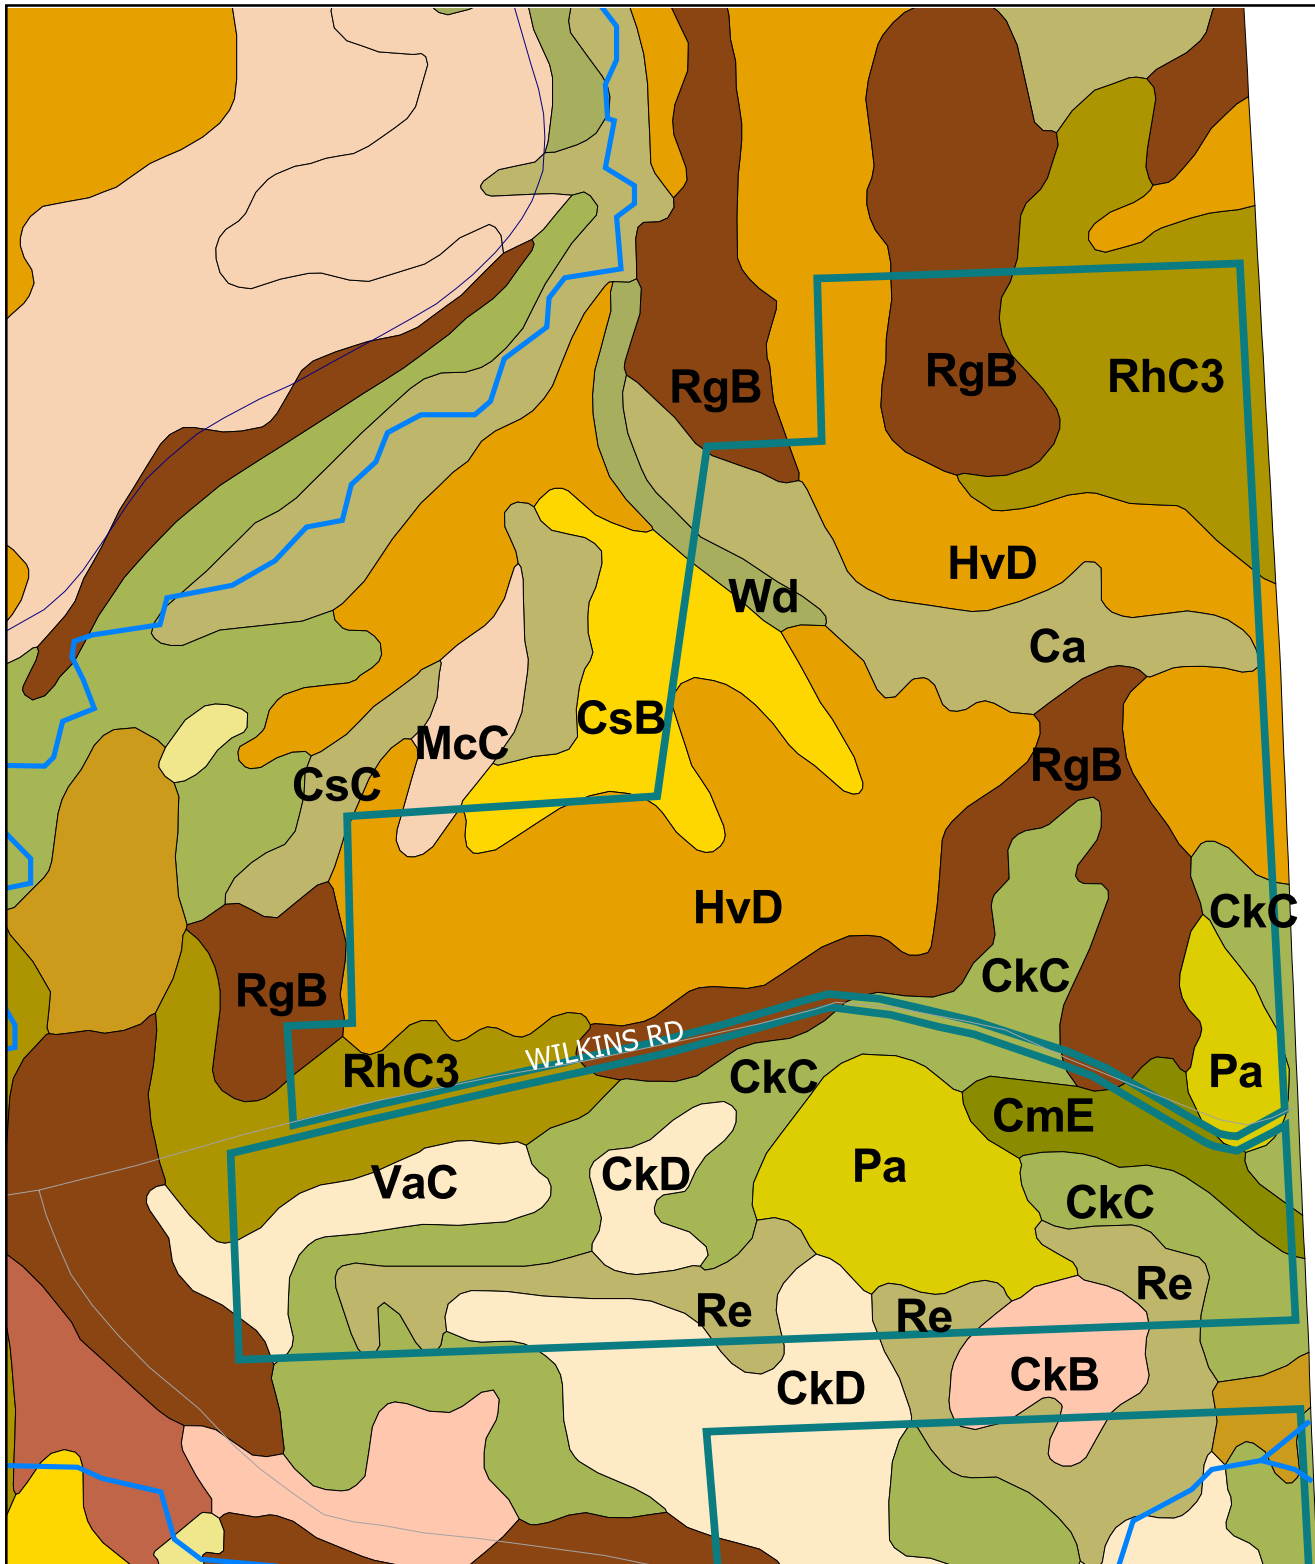 RgB
RgB
RhC3
HvD
Wd
Ca
CsB
McC
RgB
CsC
HvD
CkC
CkC
RgB
WILKINS RD
RhC3
CkC
Pa
CmE
VaC
CkD
Pa
CkC
Re
Re
Re
CkB
CkD